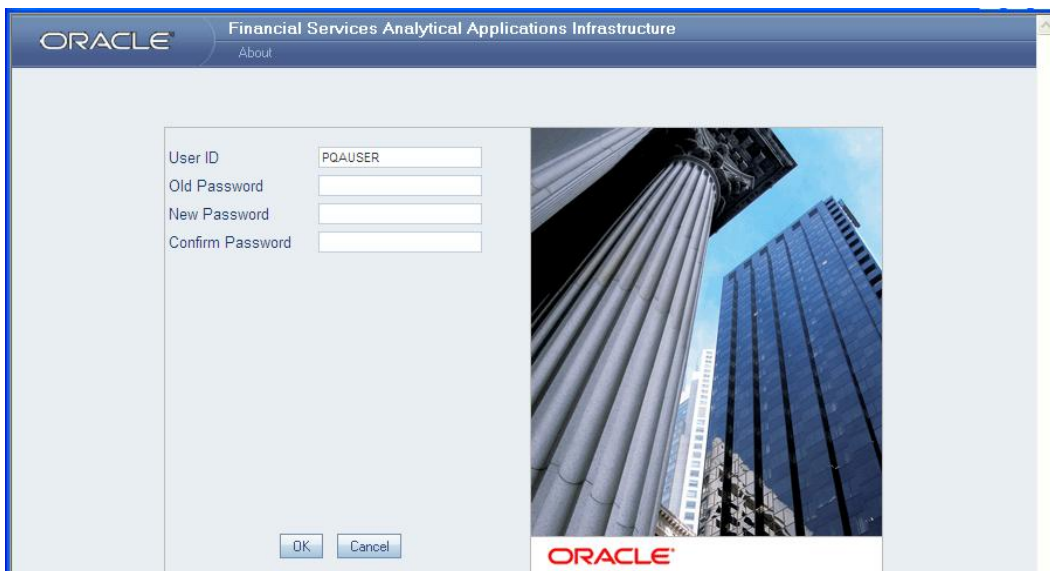 ORACLE®
Financial Services Analytical Applications Infrastructure
About
User ID
PQAUSER
Old Password
New Password
Confirm Password
OK
Cancel
ORACLE®